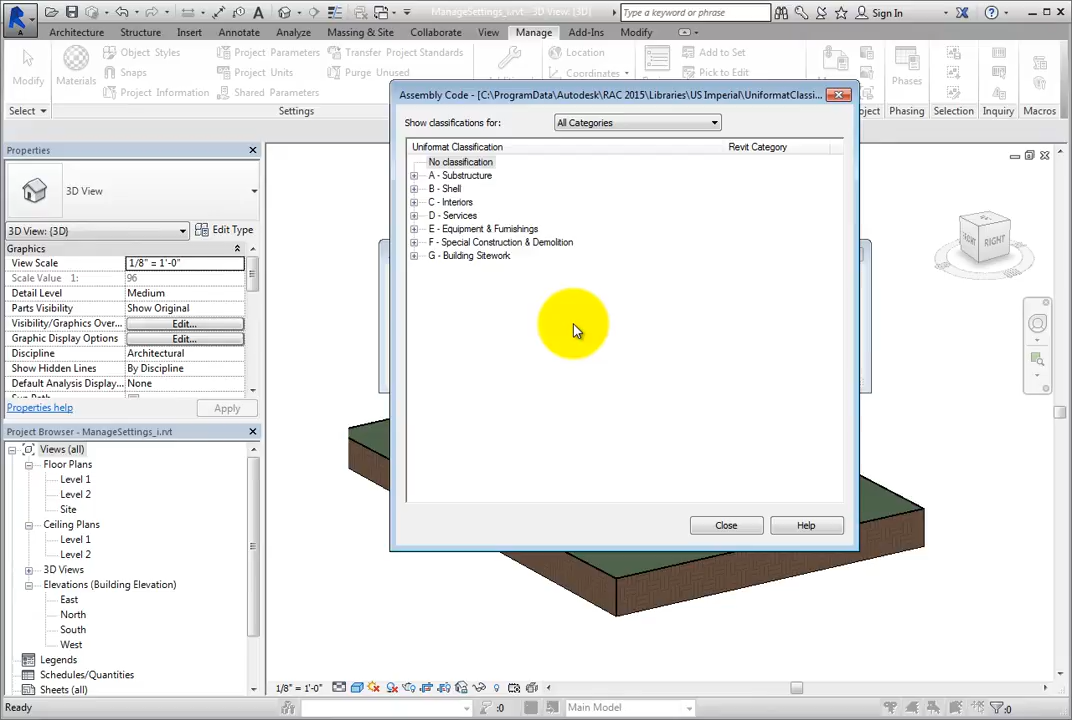 ManageSettings_i.rvt - 3D View: {3D}
Type a keyword or phrase
Sign In
Architecture
Structure
Insert
Annotate
Analyze
Massing & Site
Collaborate
View
Manage
Add-Ins
Modify
Modify
Materials
Object Styles
Snaps
Project Information
Project Parameters
Project Units
Shared Parameters
Transfer Project Standards
Purge Unused
Location
Coordinates
Add to Set
Pick to Edit
Phases
Select
Settings
Phasing
Selection
Inquiry
Macros
Assembly Code - [C:\ProgramData\Autodesk\RAC 2015\Libraries\US Imperial\UniformatClassi...
Show classifications for:
All Categories
Uniformat Classification
Revit Category
No classification
A - Substructure
B - Shell
C - Interiors
D - Services
E - Equipment & Furnishings
F - Special Construction & Demolition
G - Building Sitework
Close
Help
Properties
3D View
3D View: {3D}
Edit Type
Graphics
View Scale
1/8" = 1'-0"
Scale Value 1:
96
Detail Level
Medium
Parts Visibility
Show Original
Visibility/Graphics Over...
Edit...
Graphic Display Options
Edit...
Discipline
Architectural
Show Hidden Lines
By Discipline
Default Analysis Display...
None
Properties help
Apply
Project Browser - ManageSettings_i.rvt
Views (all)
Floor Plans
Level 1
Level 2
Site
Ceiling Plans
Level 1
Level 2
3D Views
Elevations (Building Elevation)
East
North
South
West
Legends
Schedules/Quantities
Sheets (all)
FRONT
RIGHT
1/8" = 1'-0"
Ready
:0
Main Model
:0